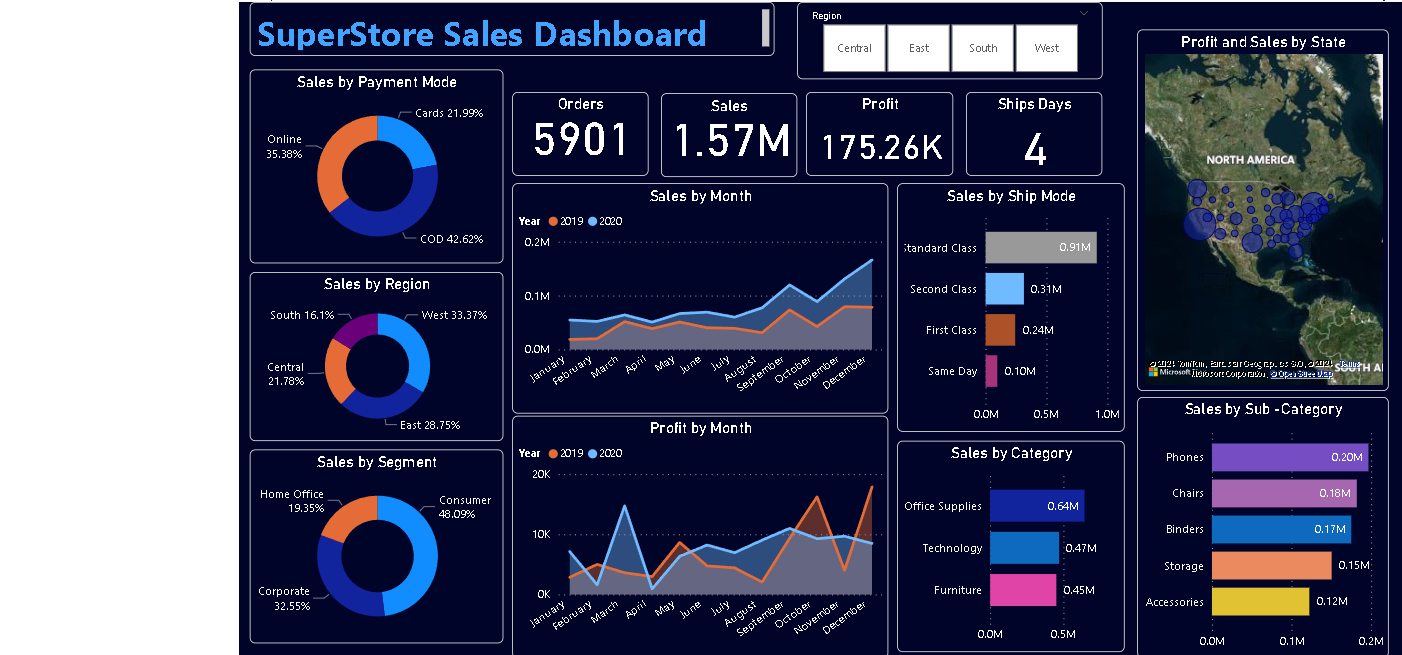 SuperStore Sales Dashboard
Region
Central
East
South
West
Sales by Payment Mode
Cards 21.99%
Online
35.38%
COD 42.62%
Orders
5901
Sales
1.57M
Profit
175.26K
Ships Days
4
Profit and Sales by State
NORTH AMERICA
Microsoft
Microsoft Corporation,
Terms
Sales by Region
South 16.1%
West 33.37%
Central
21.78%
East 28.75%
Sales by Segment
Home Office
19.35%
Consumer
48.09%
Corporate
32.55%
Sales by Month
Year 2019 2020
0.2M
0.1M
0.0M
January
February
March
April
May
June
July
August
September
October
November
December
Profit by Month
Year 2019 2020
20K
10K
0K
January
February
March
April
May
June
July
August
September
October
November
December
Sales by Ship Mode
Standard Class 0.91M
Second Class 0.31M
First Class 0.24M
Same Day 0.10M
0.0M 0.5M 1.0M
Sales by Category
Office Supplies 0.64M
Technology 0.47M
Furniture 0.45M
0.0M 0.5M
Sales by Sub -Category
Phones 0.20M
Chairs 0.18M
Binders 0.17M
Storage 0.15M
Accessories 0.12M
0.0M 0.1M 0.2M